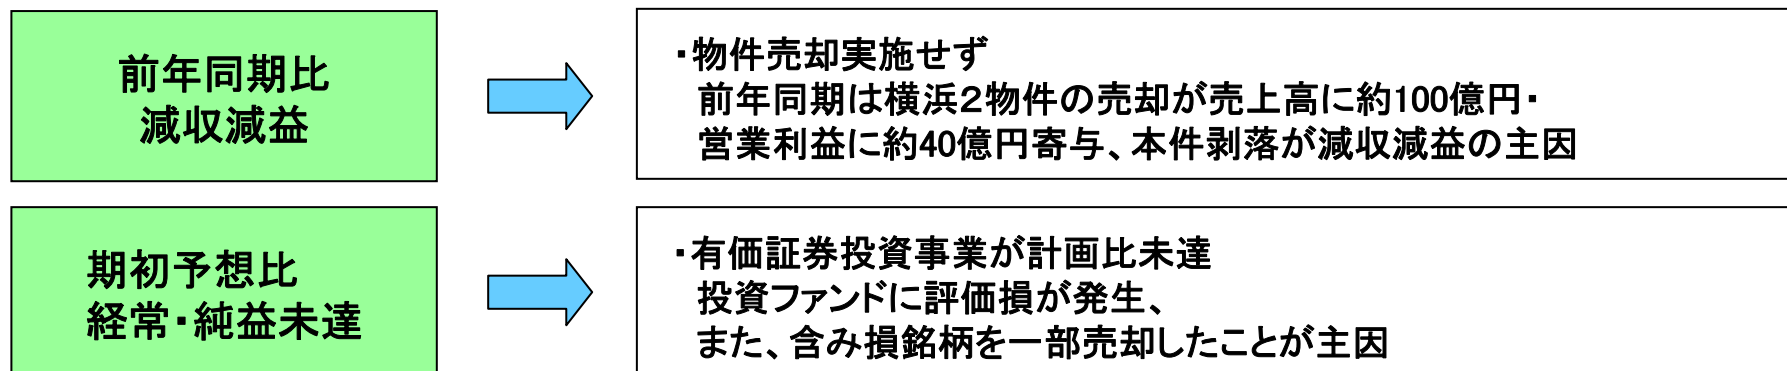 前年同期比
減収減益
・物件売却実施せず
前年同期は横浜2物件の売却が売上高に約100億円・
営業利益に約40億円寄与、本件剥落が減収減益の主因
期初予想比
経常・純益未達
・有価証券投資事業が計画比未達
投資ファンドに評価損が発生、
また、含み損銘柄を一部売却したことが主因